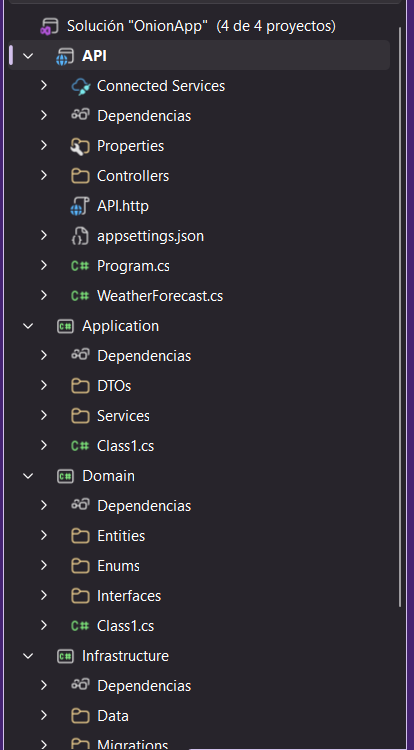 Solución "OnionApp" (4 de 4 proyectos)
API
Connected Services
Dependencias
Properties
Controllers
API.http
appsettings.json
C# Program.cs
C# WeatherForecast.cs
C# Application
Dependencias
DTOs
Services
C# Class1.cs
C# Domain
Dependencias
Entities
Enums
Interfaces
C# Class1.cs
C# Infrastructure
Dependencias
Data
Migrations